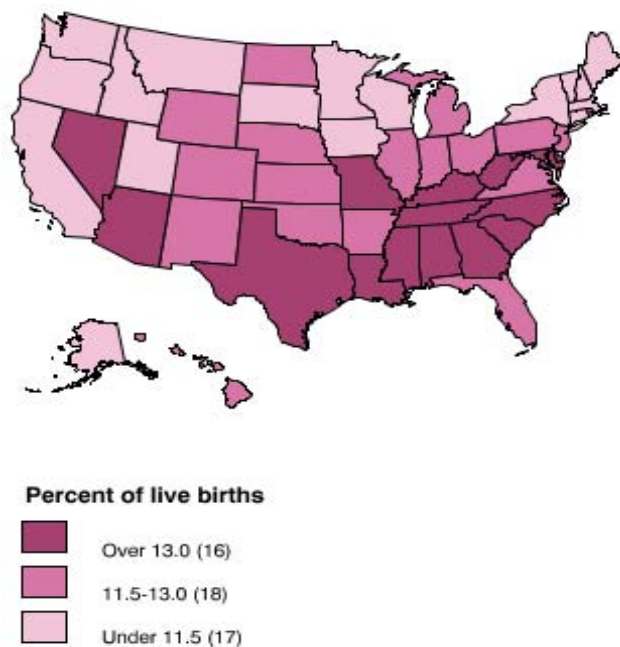 Percent of live births
Over 13.0 (16)
11.5-13.0 (18)
Under 11.5 (17)